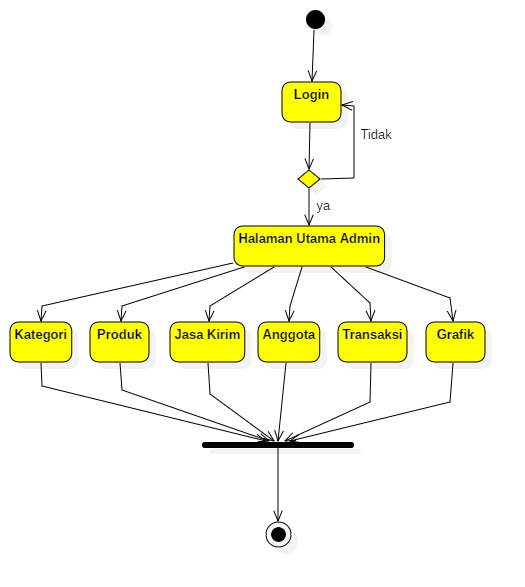 Login
Tidak
ya
Halaman Utama Admin
Kategori
Produk
Jasa Kirim
Anggota
Transaksi
Grafik